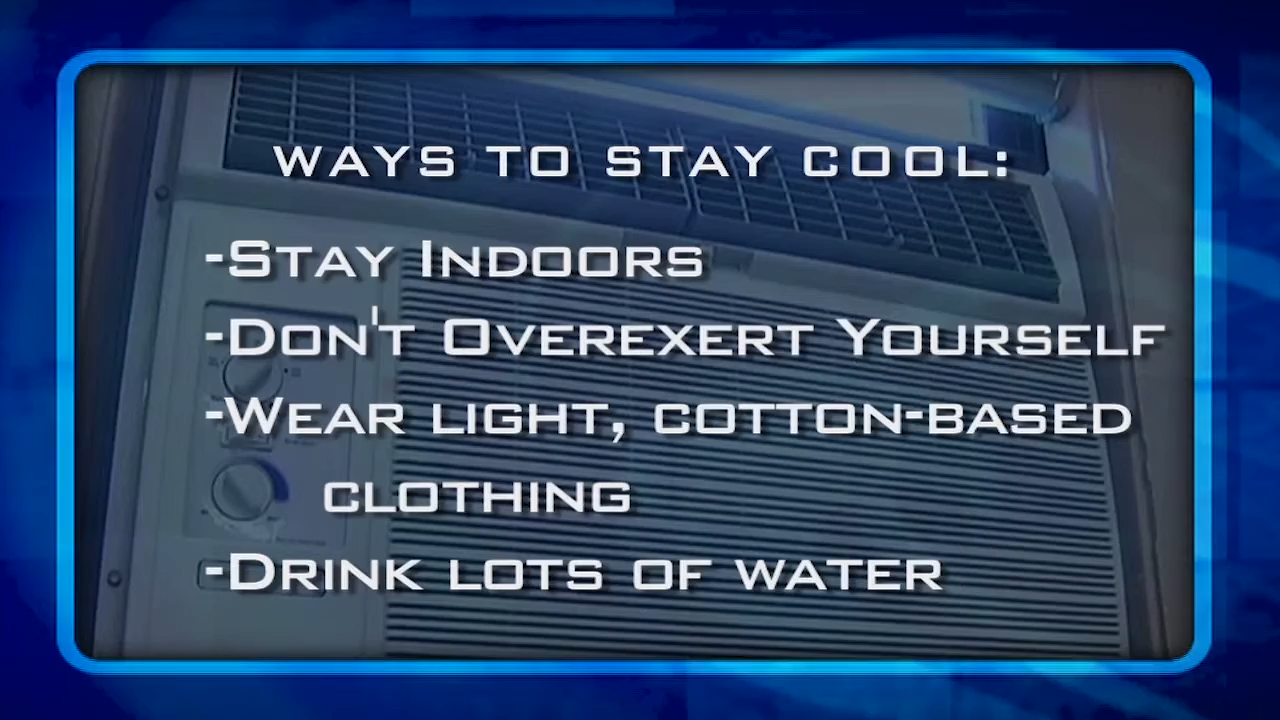 WAYS TO STAY COOL:
-STAY INDOORS
-DON'T OVEREXERT YOURSELF
-WEAR LIGHT, COTTON-BASED
CLOTHING
-DRINK LOTS OF WATER